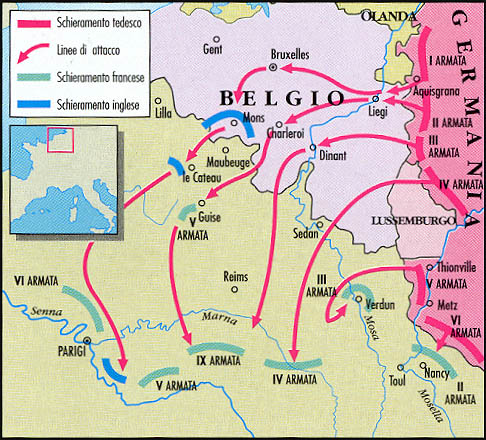 Schieramento tedesco
Linee di attacco
Schieramento francese
Schieramento inglese
OLANDA
GERMANIA
Gent
Bruxelles
I ARMATA
BELGIO
Aquisgrana
Lilla
Mons
Liegi
II ARMATA
Charleroi
III
ARMATA
Maubeuge
Dinant
le Cateau
IV ARMATA
Guise
V
ARMATA
LUSSEMBURGO
Sedan
VI ARMATA
Reims
III
ARMATA
Thionville
V
ARMATA
Verdun
Metz
Senna
Marna
Mosa
VI
ARMATA
PARIGI
IX ARMATA
V ARMATA
IV ARMATA
Toul
Nancy
II
ARMATA
Mosella